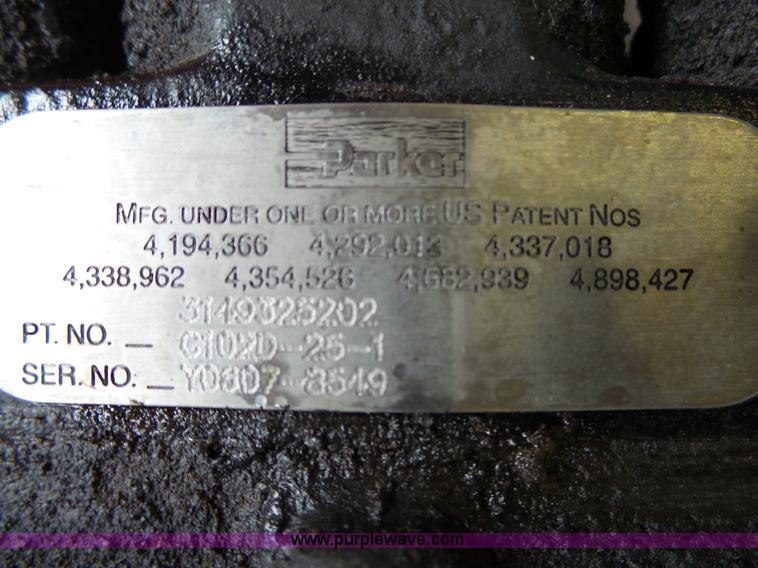 Parker
MFG. UNDER ONE OR MORE US PATENT NOS
4,194,366 4,292,012 4,337,018
4,338,962 4,354,526 4,682,939 4,898,427
3149325202
PT. NO. _ C102D-25-1
SER. NO: _ Y0607-3549
www.purplewave.com